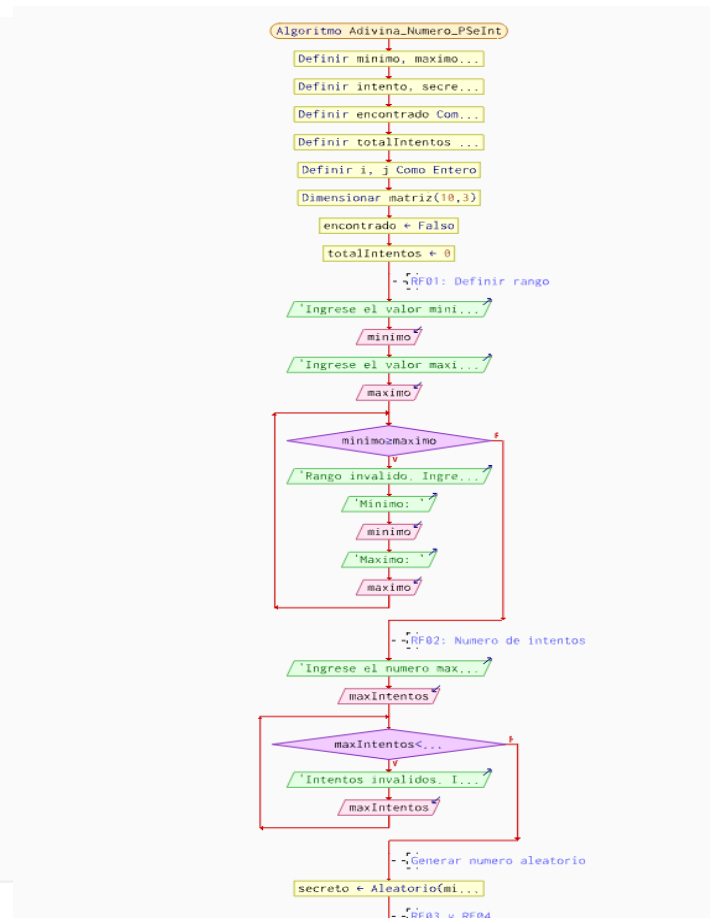 Algoritmo Adivina_Numero_PSeInt
Definir minimo, maximo...
Definir intento, secre...
Definir encontrado Com...
Definir totalIntentos ...
Definir i, j Como Entero
Dimensionar matriz(10,3)
encontrado ← Falso
totalIntentos ← 0
RF01: Definir rango
'Ingrese el valor mini...
minimo
'Ingrese el valor maxi...
maximo
minimo≥maximo
F
V
'Rango invalido. Ingre...
'Minimo: '
minimo
'Maximo: '
maximo
RF02: Numero de intentos
'Ingrese el numero max...
maxIntentos
maxIntentos<...
F
V
'Intentos invalidos. I...
maxIntentos
Generar numero aleatorio
secreto ← Aleatorio(mi...
RF03 y RF04